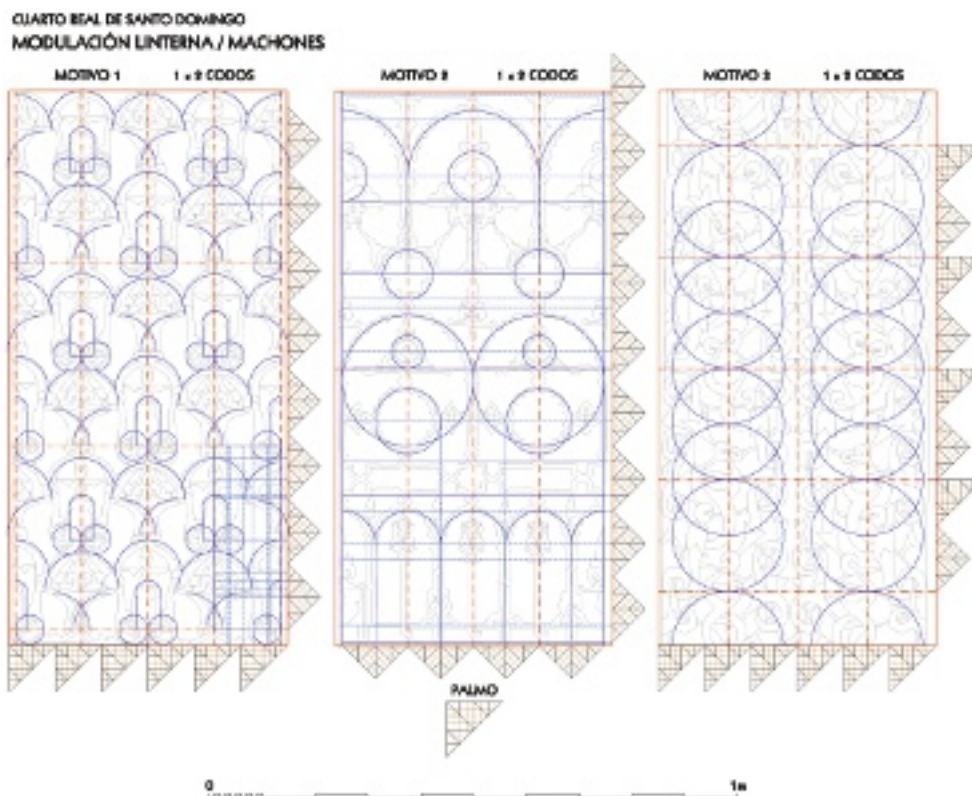 CUARTO REAL DE SANTO DOMINGO
MODULACIÓN LINTERNA / MACHONES
MOTIVO 1 1 x 2 CODOS
MOTIVO 2 1 x 2 CODOS
MOTIVO 3 1 x 2 CODOS
PALMO
0 1m